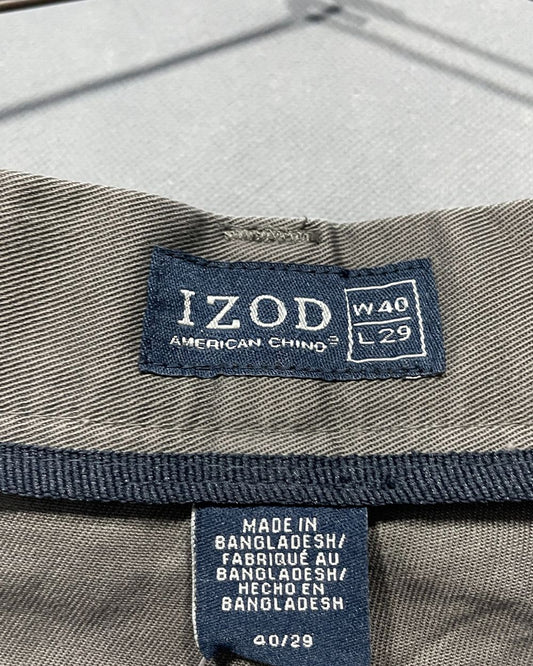 IZOD
AMERICAN CHINO
W40
L29
MADE IN
BANGLADESH/
FABRIQUÉ AU
BANGLADESH/
HECHO EN
BANGLADESH
40/29